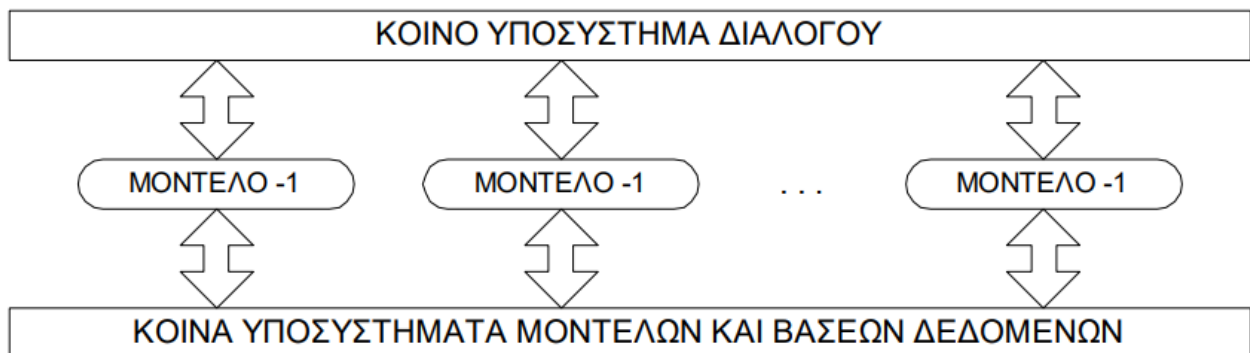 ΚΟΙΝΟ ΥΠΟΣΥΣΤΗΜΑ ΔΙΑΛΟΓΟΥ
ΜΟΝΤΕΛΟ -1 ΜΟΝΤΕΛΟ -1 . . . ΜΟΝΤΕΛΟ -1
ΚΟΙΝΑ ΥΠΟΣΥΣΤΗΜΑΤΑ ΜΟΝΤΕΛΩΝ ΚΑΙ ΒΑΣΕΩΝ ΔΕΔΟΜΕΝΩΝ